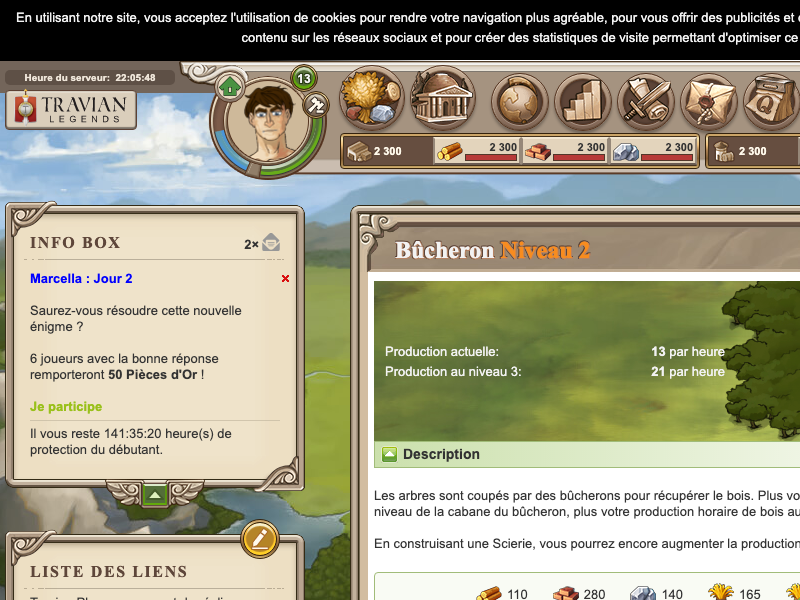 En utilisant notre site, vous acceptez l'utilisation de cookies pour rendre votre navigation plus agréable, pour vous offrir des publicités et
contenu sur les réseaux sociaux et pour créer des statistiques de visite permettant d'optimiser ce
Heure du serveur: 22:05:48
13
TRAVIAN
LEGENDS
2 300
2 300
2 300
2 300
2 300
INFO BOX
2×
Marcella : Jour 2
Saurez-vous résoudre cette nouvelle
énigme ?
6 joueurs avec la bonne réponse
remporteront 50 Pièces d'Or !
Je participe
Il vous reste 141:35:20 heure(s) de
protection du débutant.
LISTE DES LIENS
Bûcheron Niveau 2
Production actuelle: 13 par heure
Production au niveau 3: 21 par heure
Description
Les arbres sont coupés par des bûcherons pour récupérer le bois. Plus
niveau de la cabane du bûcheron, plus votre production horaire de bois
En construisant une Scierie, vous pourrez encore augmenter la production
110 280 140 165